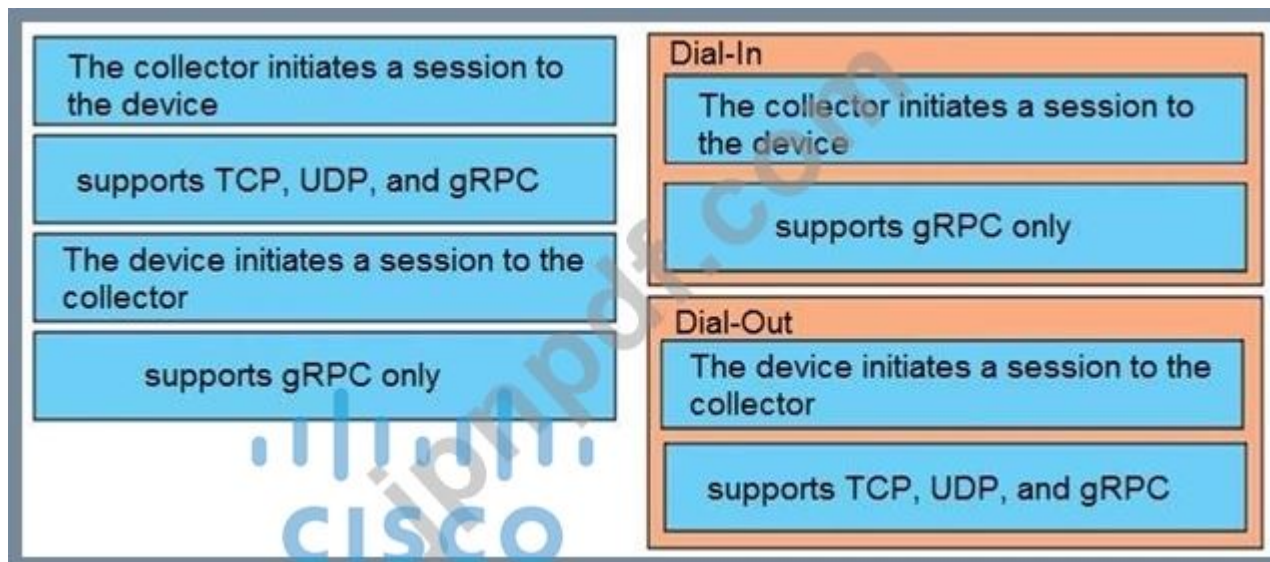 The collector initiates a session to
the device
supports TCP, UDP, and gRPC
The device initiates a session to the
collector
supports gRPC only
Dial-In
The collector initiates a session to
the device
supports gRPC only
Dial-Out
The device initiates a session to the
collector
supports TCP, UDP, and gRPC
jpnpdf.com
CISCO